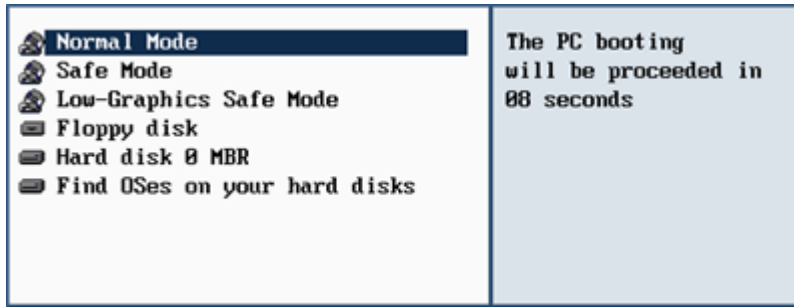 Normal Mode
Safe Mode
Low-Graphics Safe Mode
Floppy disk
Hard disk 0 MBR
Find OSes on your hard disks
The PC booting
will be proceeded in
08 seconds